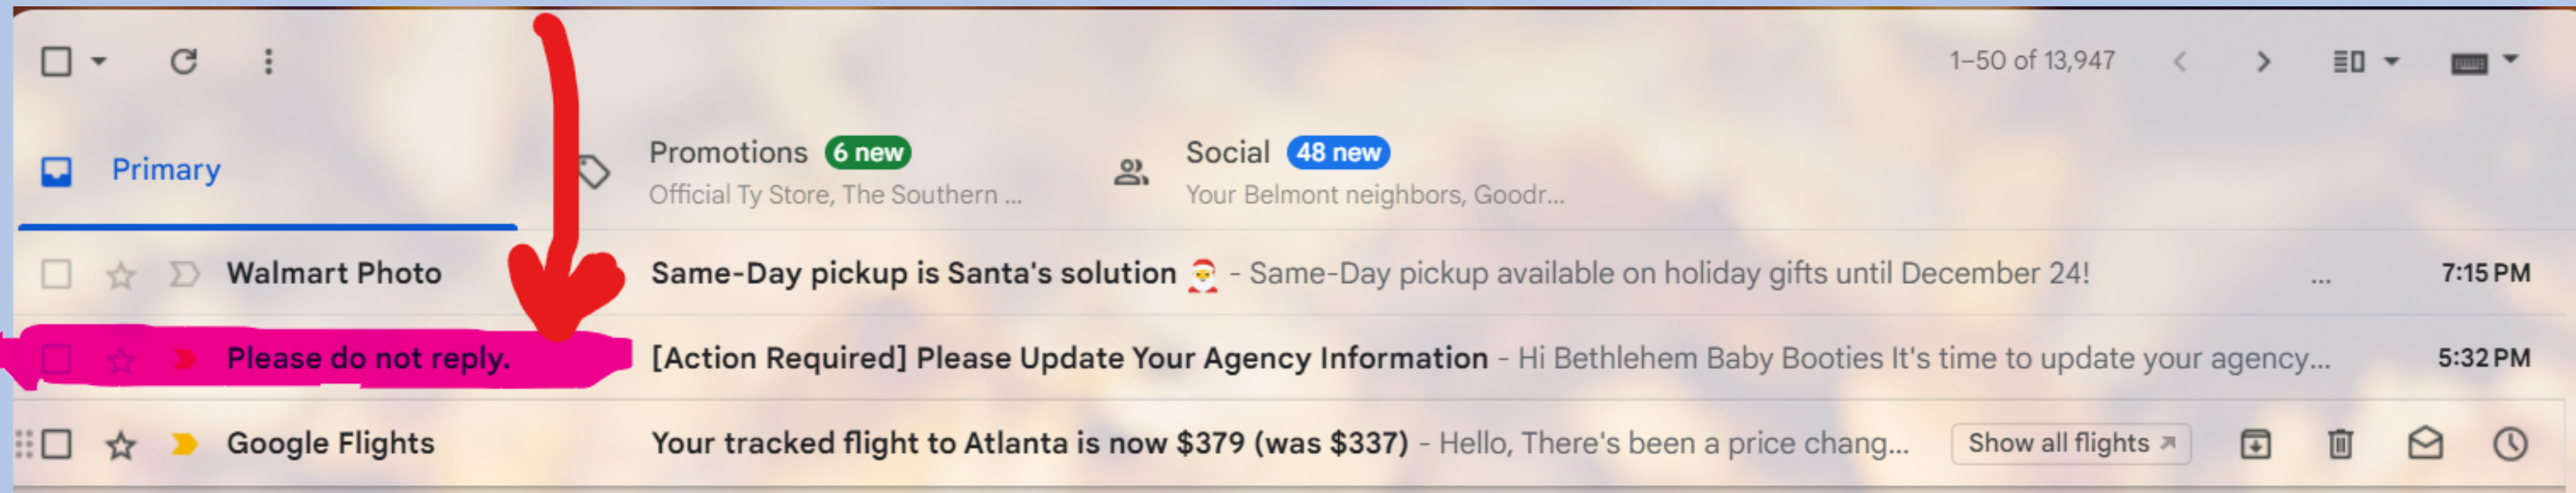 1–50 of 13,947
Primary
Promotions 6 new
Official Ty Store, The Southern ...
Social 48 new
Your Belmont neighbors, Goodr...
Walmart Photo Same-Day pickup is Santa's solution 🎅 - Same-Day pickup available on holiday gifts until December 24! ... 7:15 PM
Please do not reply. [Action Required] Please Update Your Agency Information - Hi Bethlehem Baby Booties It's time to update your agency... 5:32 PM
Google Flights Your tracked flight to Atlanta is now $379 (was $337) - Hello, There's been a price chang... Show all flights